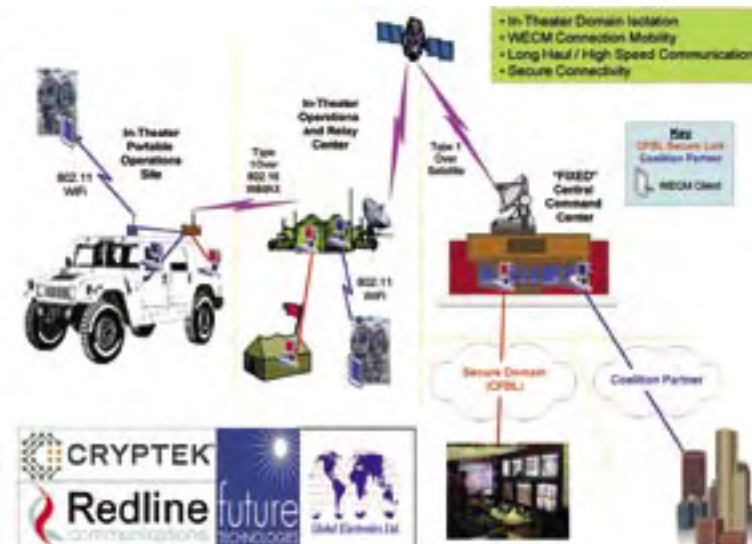 • In-Theater Domain Isolation
• WECM Connection Mobility
• Long Haul / High Speed Communication
• Secure Connectivity
In-Theater
Portable
Operations
Site
802.11
WiFi
In-Theater
Operations
and Relay
Center
Type
1Over
802.16
WiMAX
802.11
WiFi
Type 1
Over
Satellite
"FIXED"
Central
Command
Center
Key
CFBL Secure Link
Coalition Partner
WECM Client
Secure Domain
(CFBL)
Coalition Partner
CRYPTEK
Redline
communications
future
TECHNOLOGIES
Global Electronics Ltd.